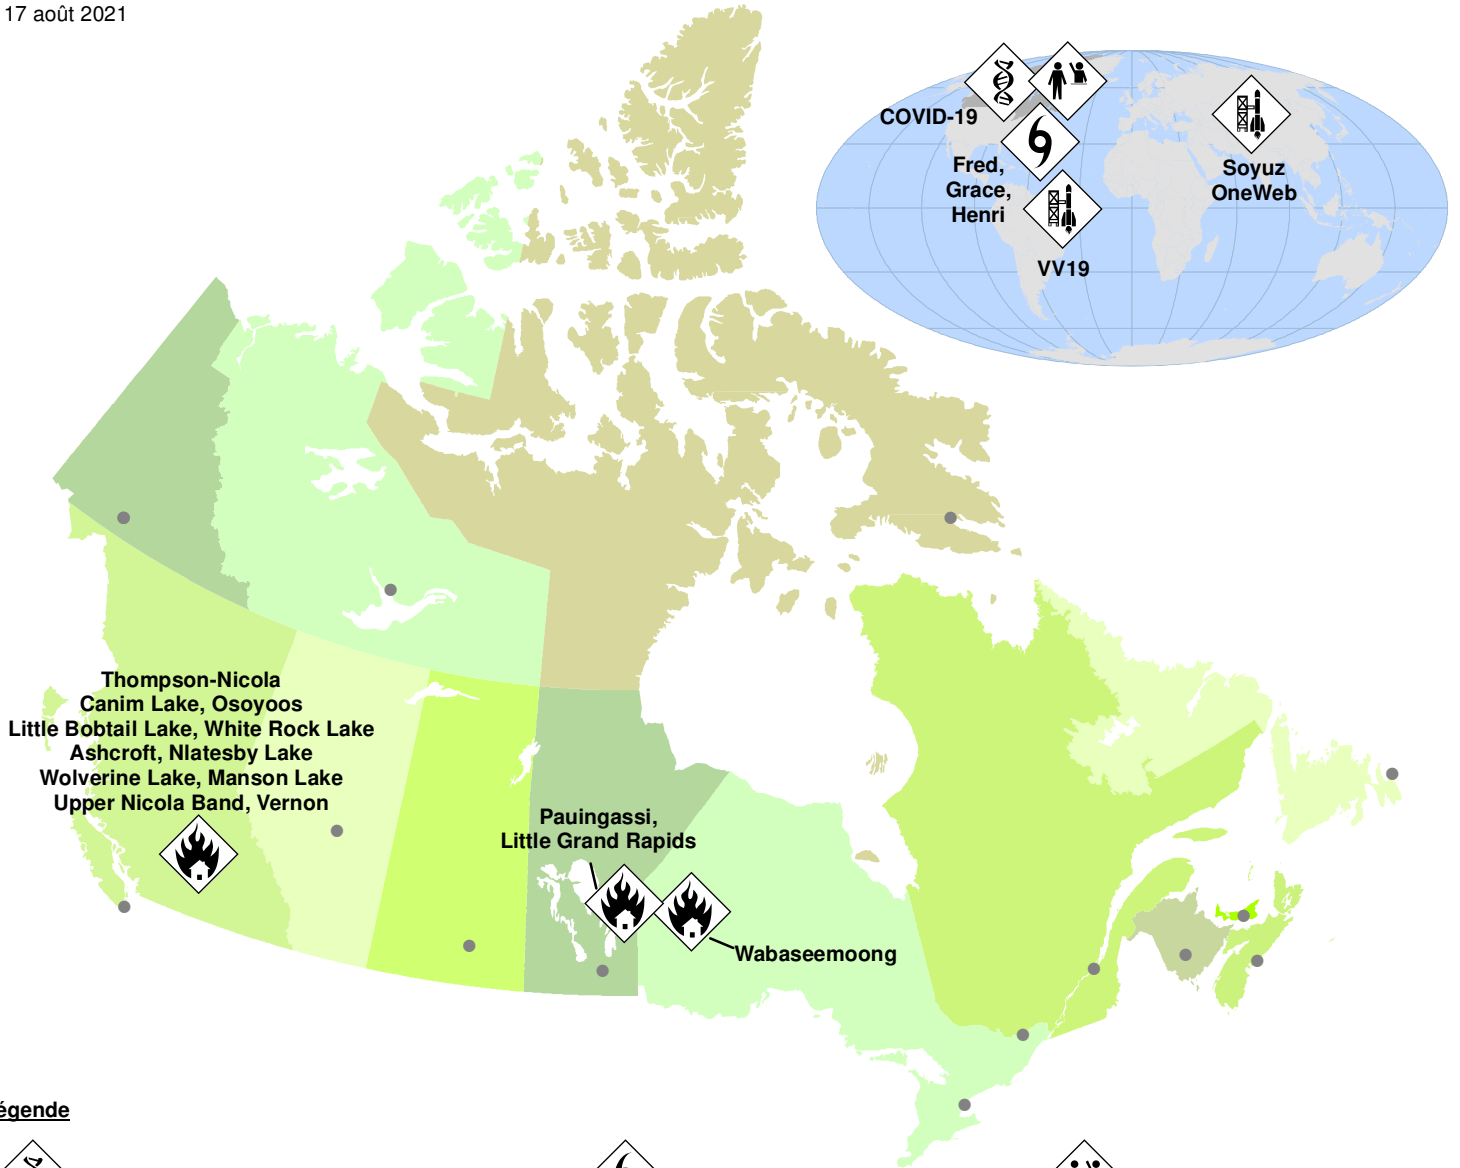 17 août 2021
COVID-19
Fred,
Grace,
Henri
VV19
Soyuz
OneWeb
Thompson-Nicola
Canim Lake, Osoyoos
Little Bobtail Lake, White Rock Lake
Ashcroft, Nlatesby Lake
Wolverine Lake, Manson Lake
Upper Nicola Band, Vernon
Pauingassi,
Little Grand Rapids
Wabaseemoong
égende